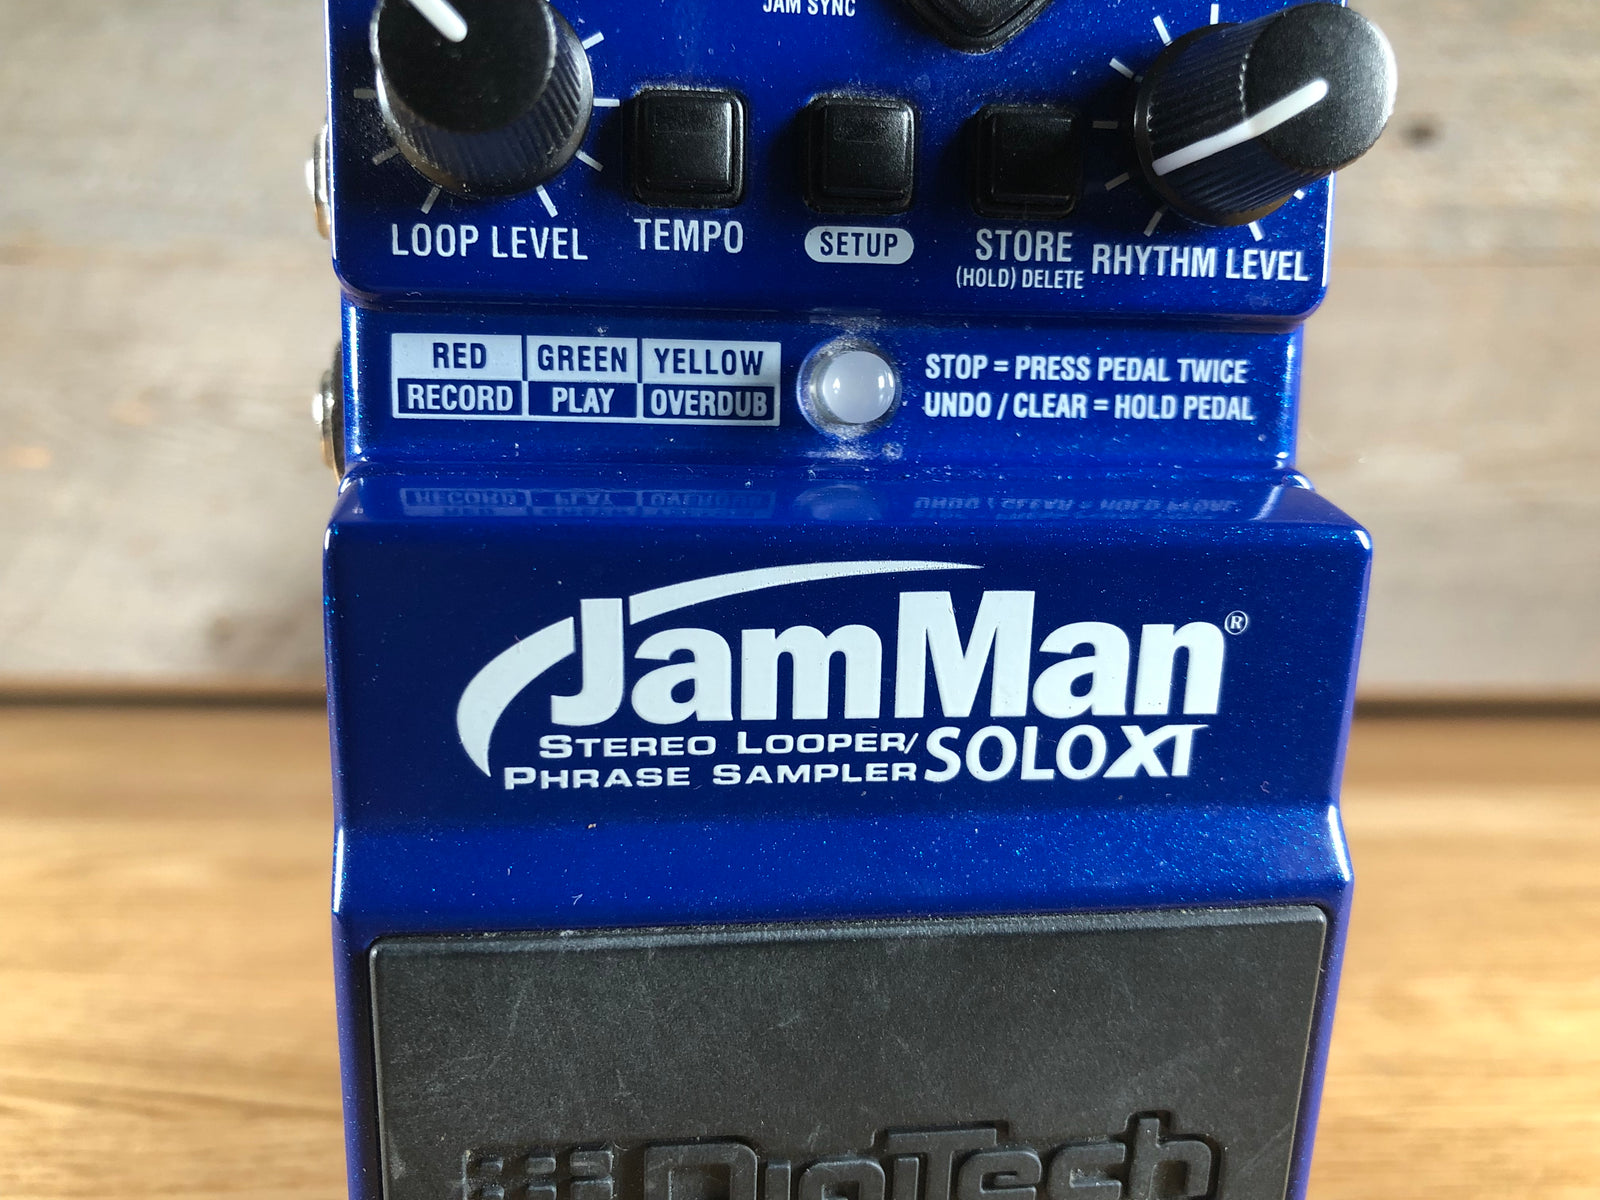 JAM SYNC
LOOP LEVEL
TEMPO
SETUP
STORE
(HOLD) DELETE
RHYTHM LEVEL
RED GREEN YELLOW
RECORD PLAY OVERDUB
STOP = PRESS PEDAL TWICE
UNDO / CLEAR = HOLD PEDAL
JamMan®
STEREO LOOPER/
PHRASE SAMPLER
SOLO XT
DigiTech